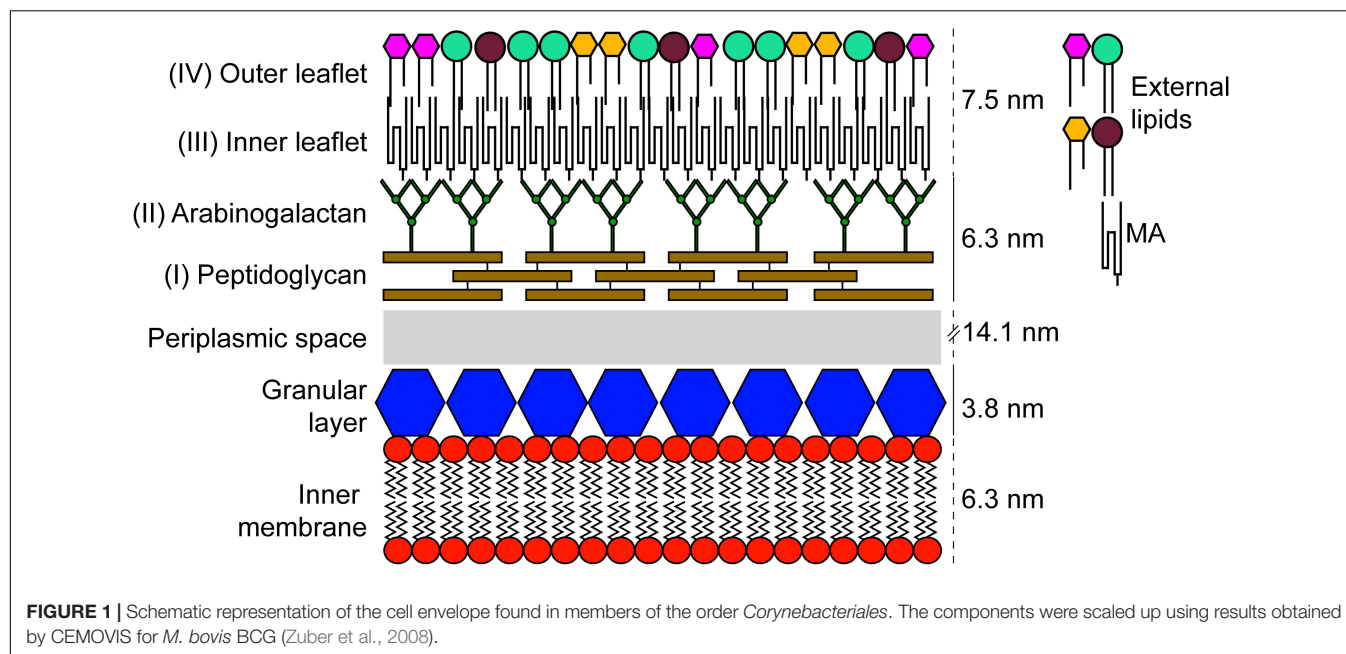 (IV) Outer leaflet
7.5 nm
External
lipids
(III) Inner leaflet
(II) Arabinogalactan
6.3 nm
MA
(I) Peptidoglycan
Periplasmic space
14.1 nm
Granular
layer
3.8 nm
Inner
membrane
6.3 nm
FIGURE 1 | Schematic representation of the cell envelope found in members of the order Corynebacteriales. The components were scaled up using results obtained
by CEMOVIS for M. bovis BCG (Zuber et al., 2008).